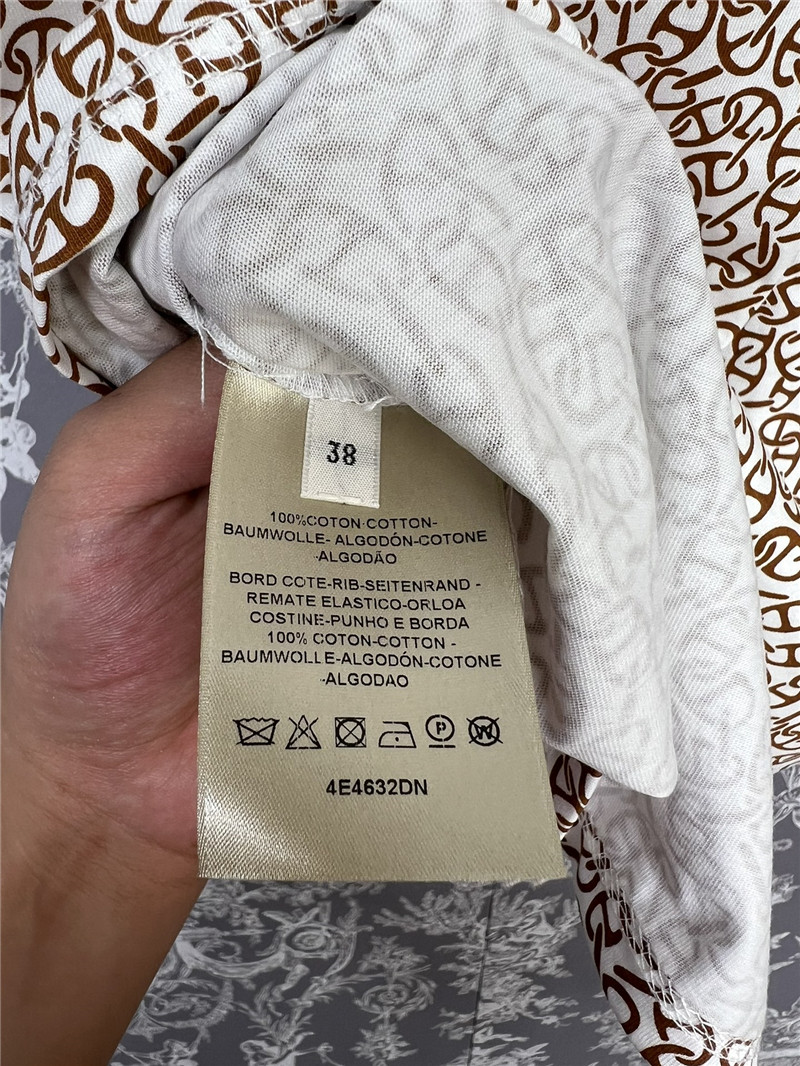 38
100%COTON-COTTON-
BAUMWOLLE- ALGODÓN-COTONE
-ALGODÃO
BORD COTE-RIB-SEITENRAND -
REMATE ELASTICO-ORLOA
COSTINE-PUNHO E BORDA
100% COTON-COTTON -
BAUMWOLLE-ALGODÓN-COTONE
-ALGODAO
P W
4E4632DN